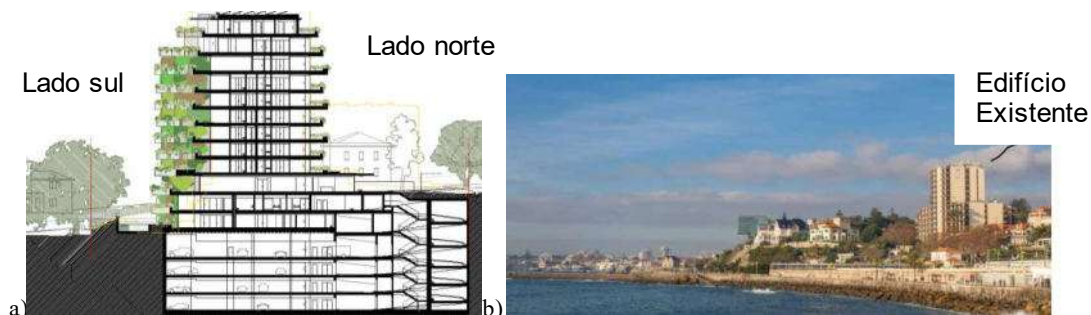 Lado norte
Lado sul
Edifício
Existente
a)
b)